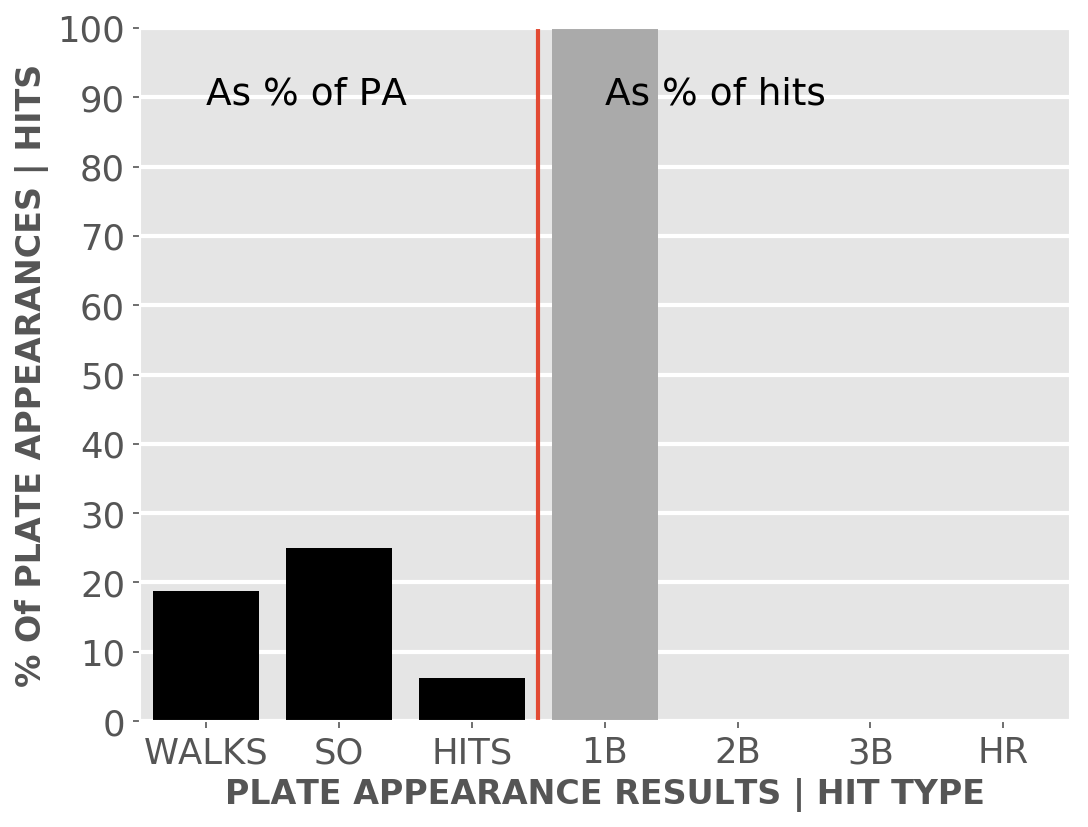 % Of PLATE APPEARANCES | HITS
100
90
80
70
60
50
40
30
20
10
0
As % of PA
As % of hits
WALKS SO HITS 1B 2B 3B HR
PLATE APPEARANCE RESULTS | HIT TYPE